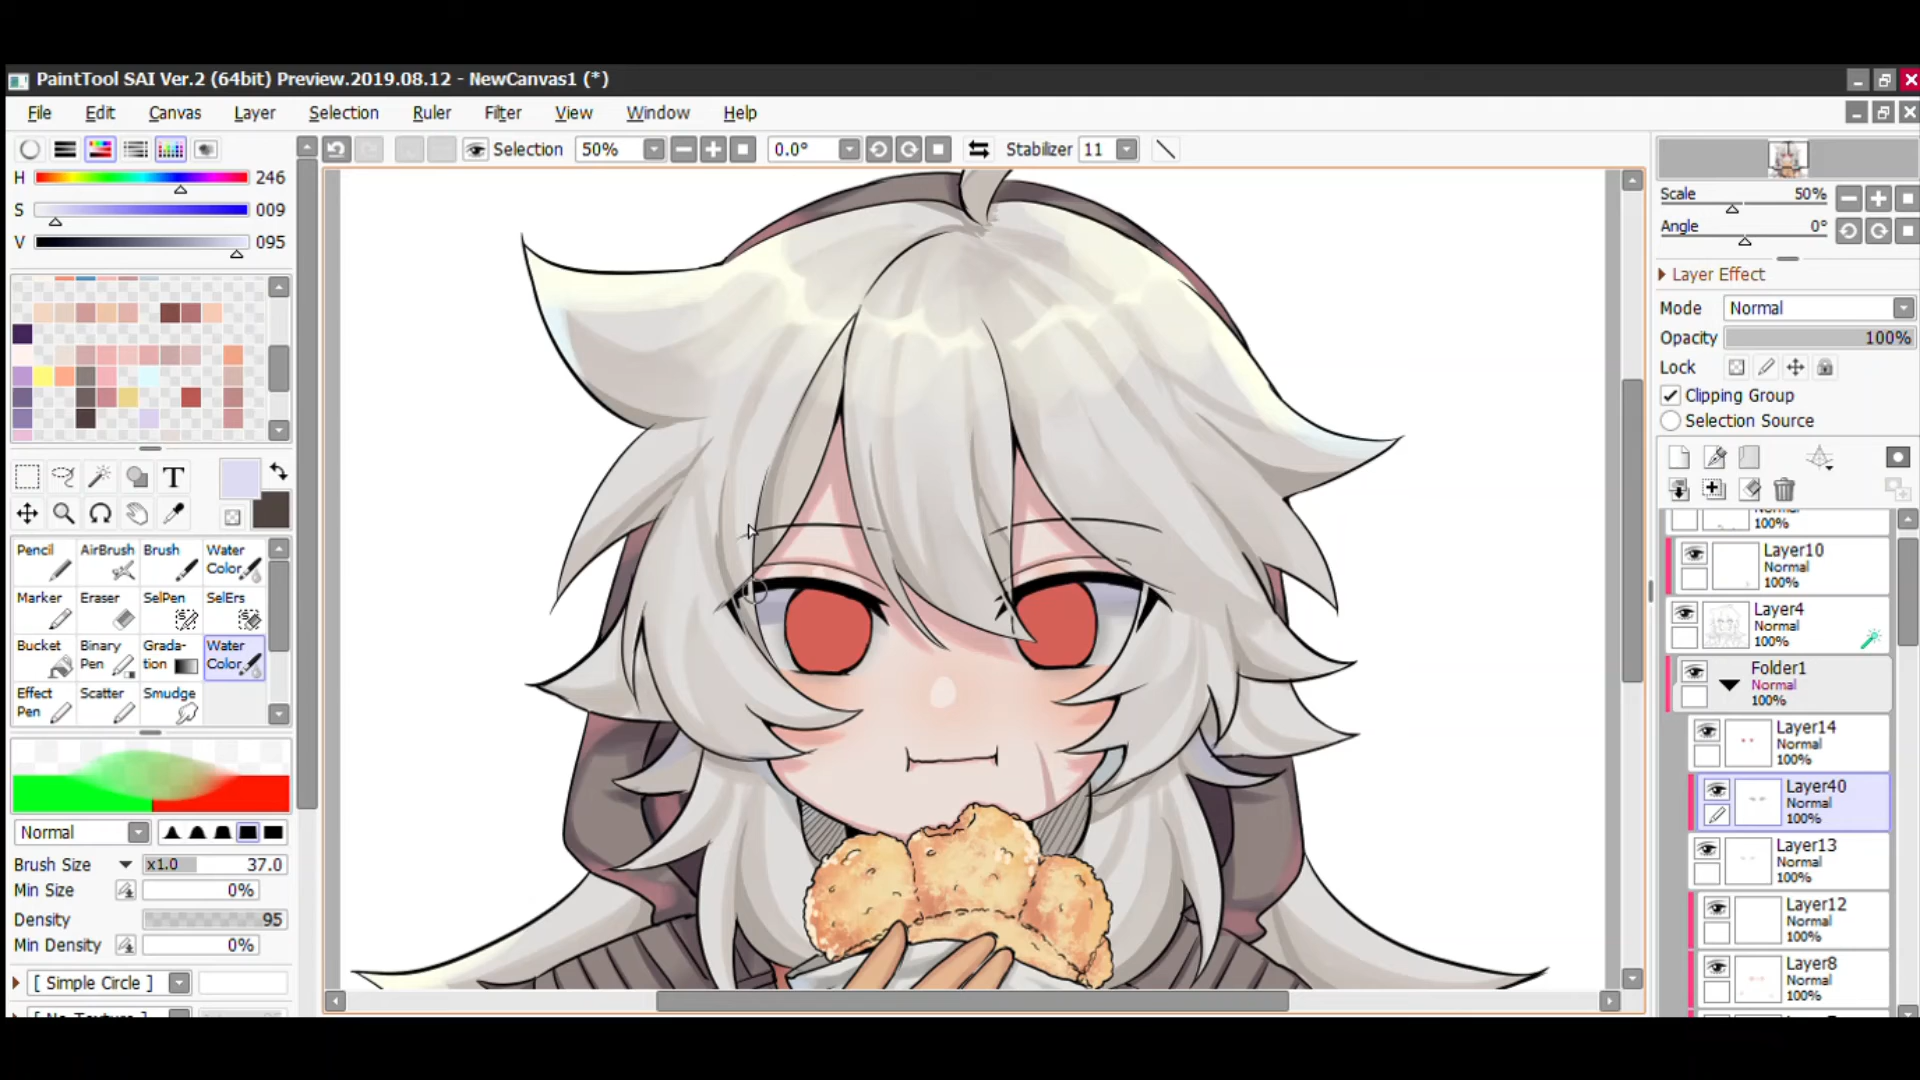 PaintTool SAI Ver.2 (64bit) Preview.2019.08.12 - NewCanvas1 (*)
File Edit Canvas Layer Selection Ruler Filter View Window Help
Selection 50% 0.0° Stabilizer 11
H 246
S 009
V 095
T
Pencil AirBrush Brush Water Color
Marker Eraser SelPen SelErs
Bucket Binary Pen Grada-tion Water Color
Effect Pen Scatter Smudge
Normal
Brush Size x1.0 37.0
Min Size 0%
Density 95
Min Density 0%
[ Simple Circle ]
Scale 50%
Angle 0°
Layer Effect
Mode Normal
Opacity 100%
Lock
Clipping Group
Selection Source
100%
Layer10
Normal
100%
Layer4
Normal
100%
Folder1
Normal
100%
Layer14
Normal
100%
Layer40
Normal
100%
Layer13
Normal
100%
Layer12
Normal
100%
Layer8
Normal
100%